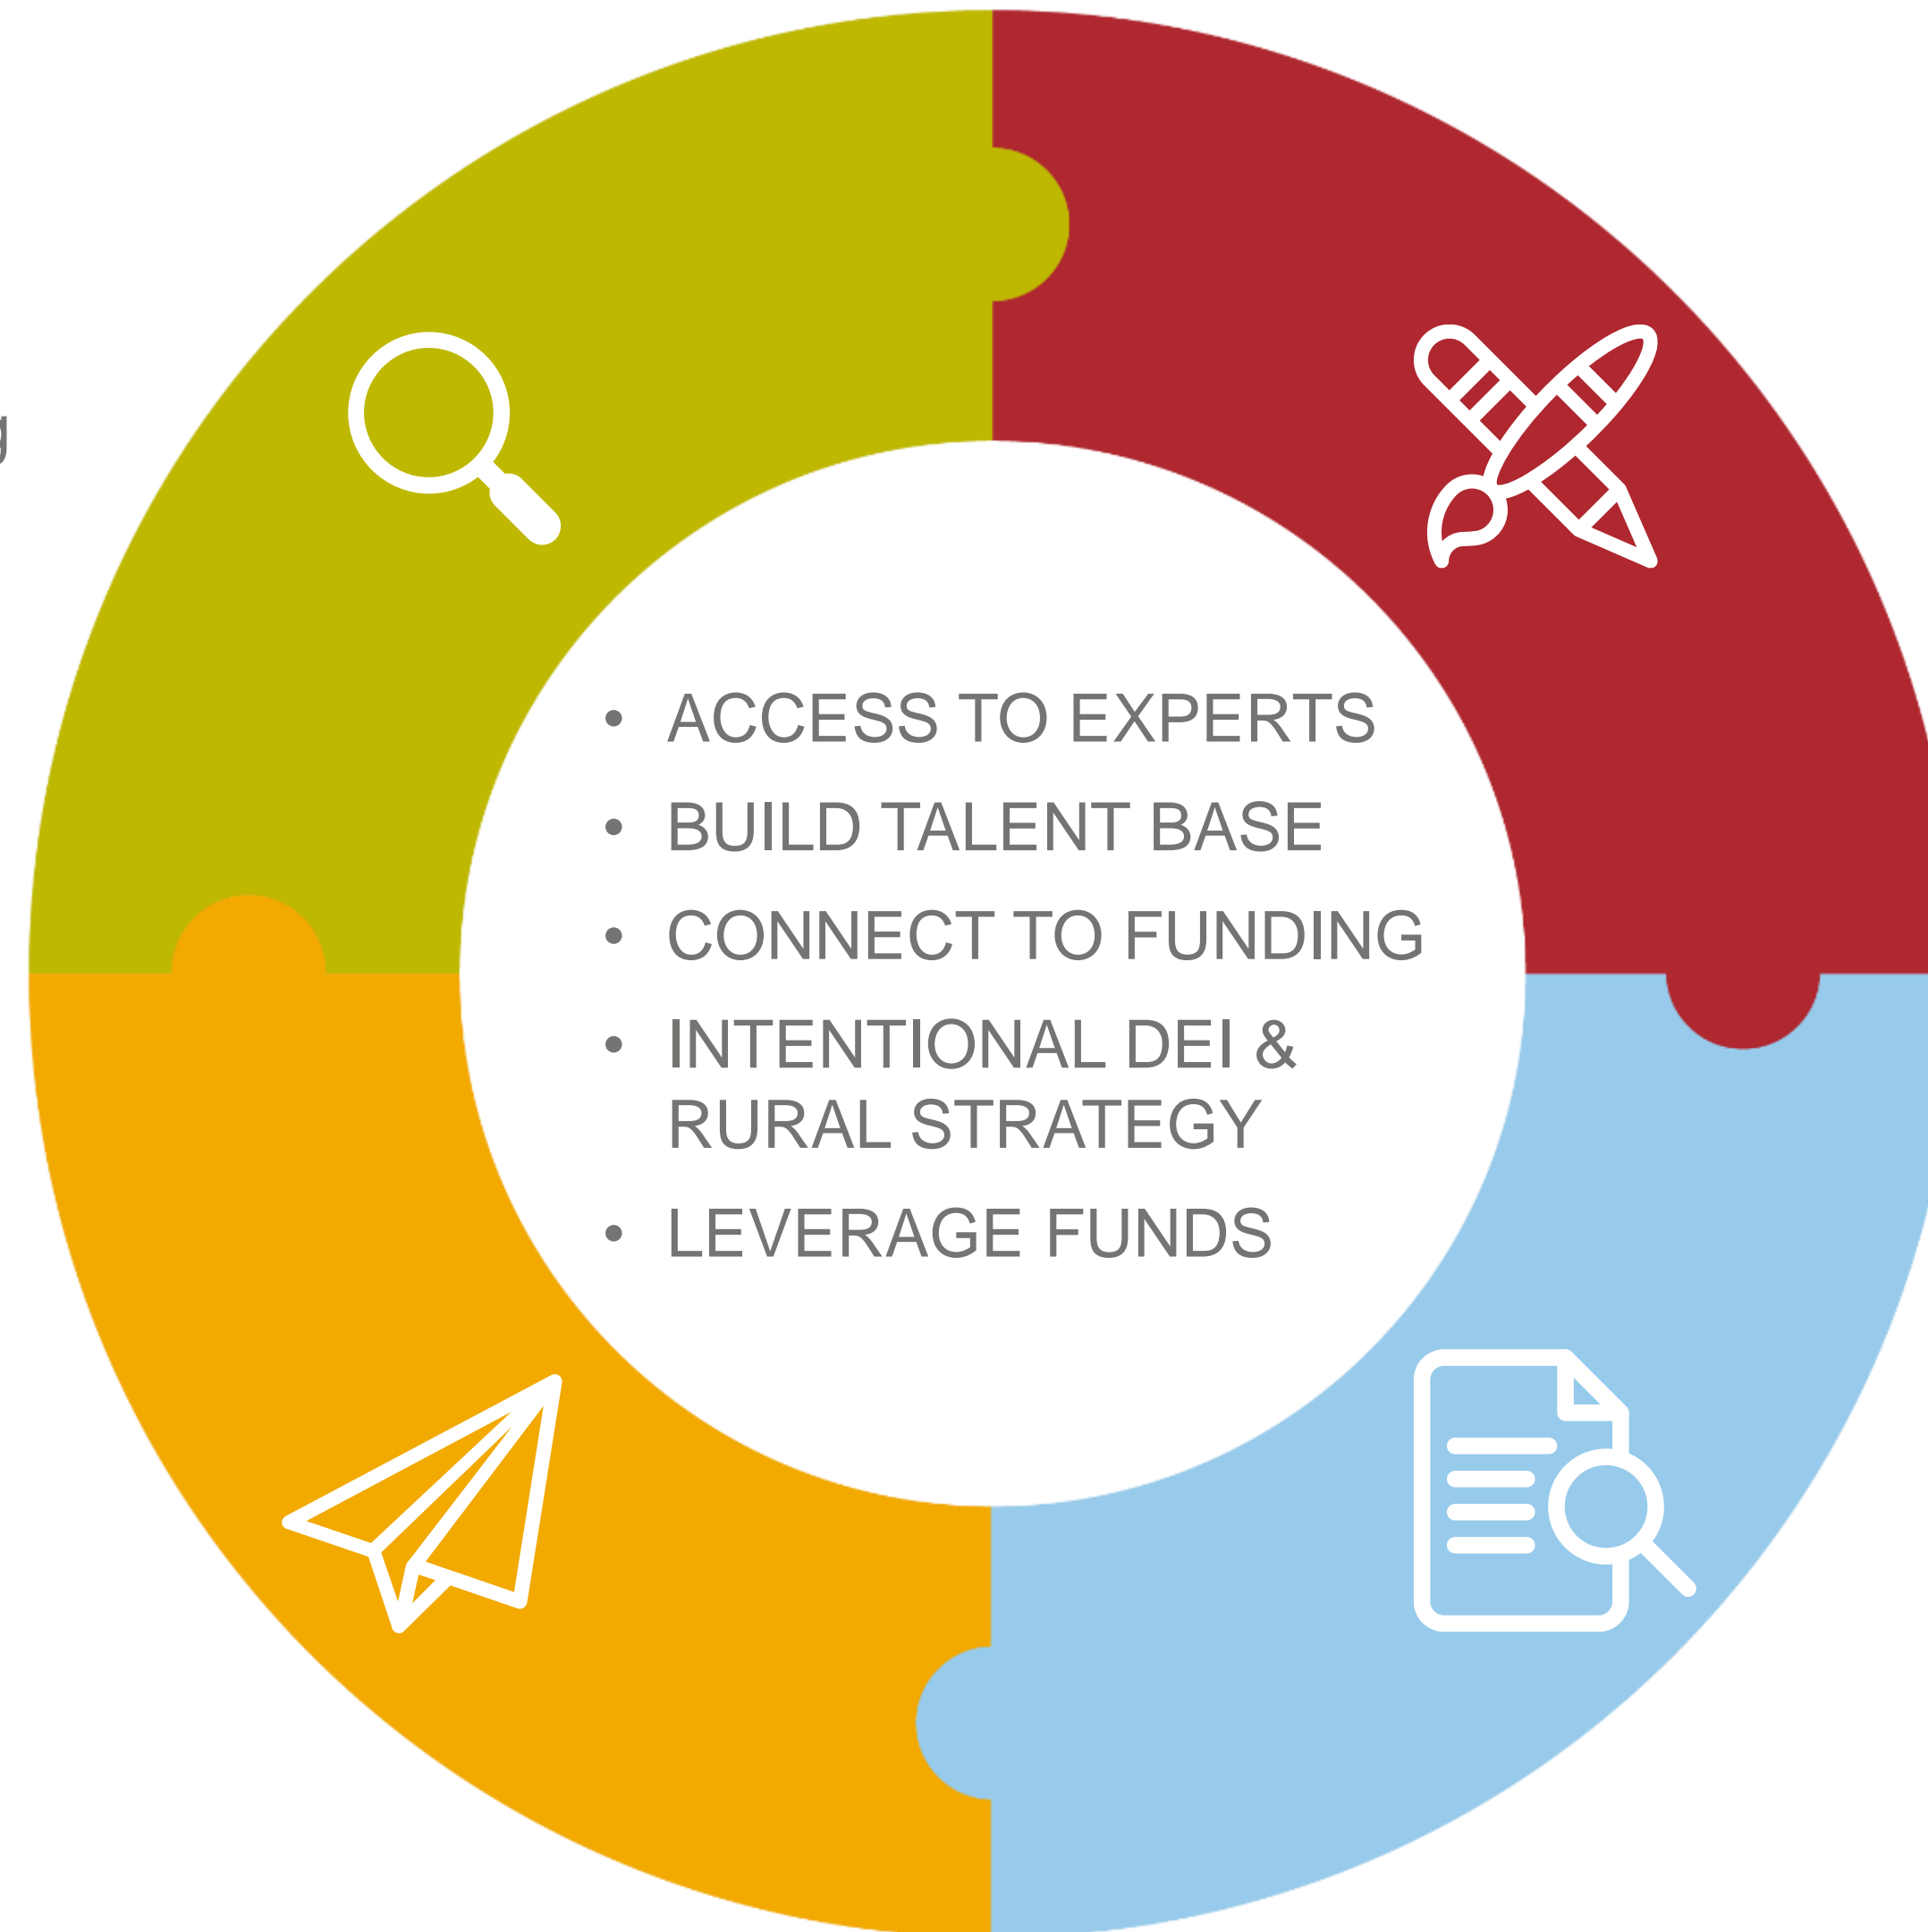 • ACCESS TO EXPERTS
• BUILD TALENT BASE
• CONNECT TO FUNDING
• INTENTIONAL DEI &
RURAL STRATEGY
• LEVERAGE FUNDS